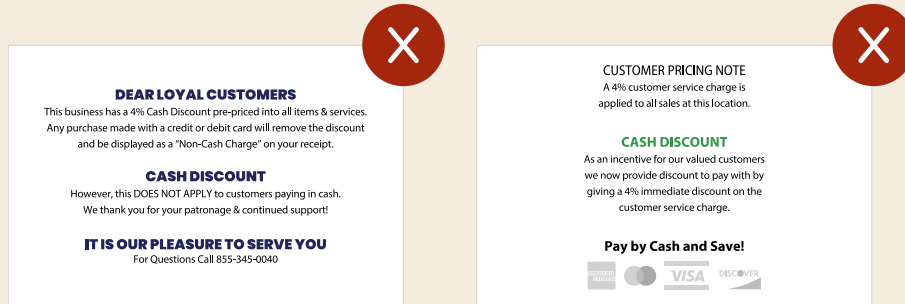 DEAR LOYAL CUSTOMERS
This business has a 4% Cash Discount pre-priced into all items & services.
Any purchase made with a credit or debit card will remove the discount
and be displayed as a “Non-Cash Charge” on your receipt.
CASH DISCOUNT
However, this DOES NOT APPLY to customers paying in cash.
We thank you for your patronage & continued support!
IT IS OUR PLEASURE TO SERVE YOU
For Questions Call 855-345-0040
CUSTOMER PRICING NOTE
A 4% customer service charge is
applied to all sales at this location.
CASH DISCOUNT
As an incentive for our valued customers
we now provide discount to pay with by
giving a 4% immediate discount on the
customer service charge.
Pay by Cash and Save!
AMERICAN EXPRESS VISA DISCOVER